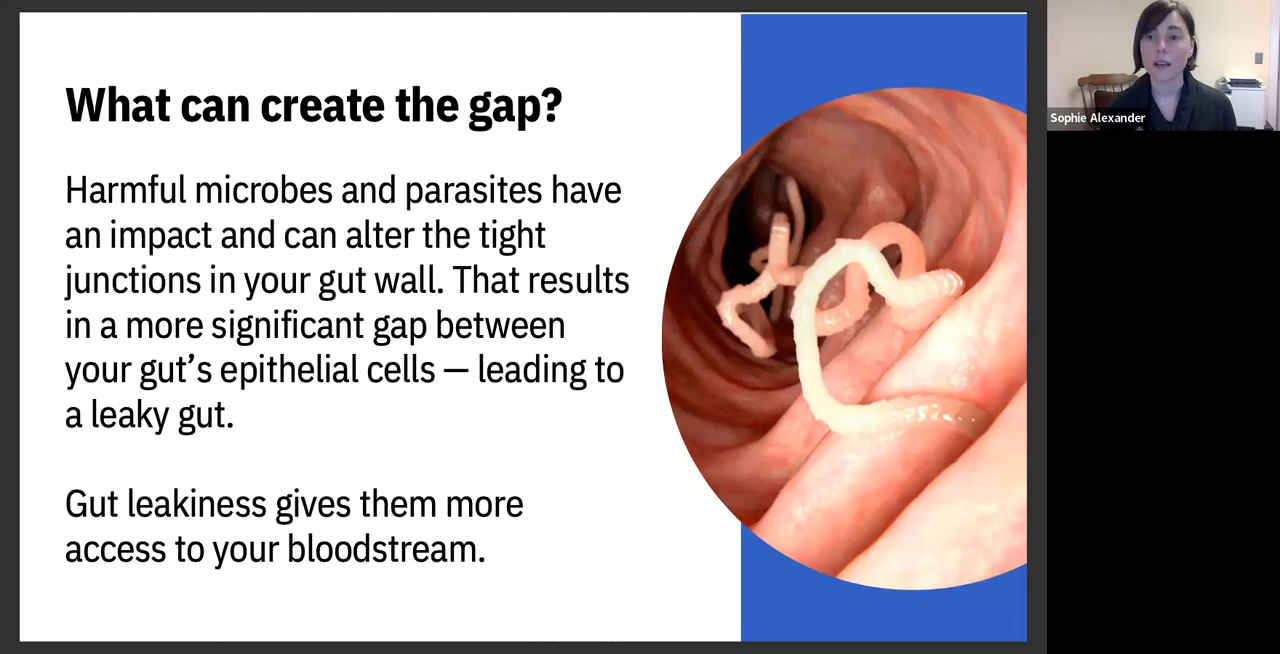 What can create the gap?
Harmful microbes and parasites have
an impact and can alter the tight
junctions in your gut wall. That results
in a more significant gap between
your gut’s epithelial cells — leading to
a leaky gut.
Gut leakiness gives them more
access to your bloodstream.
Sophie Alexander